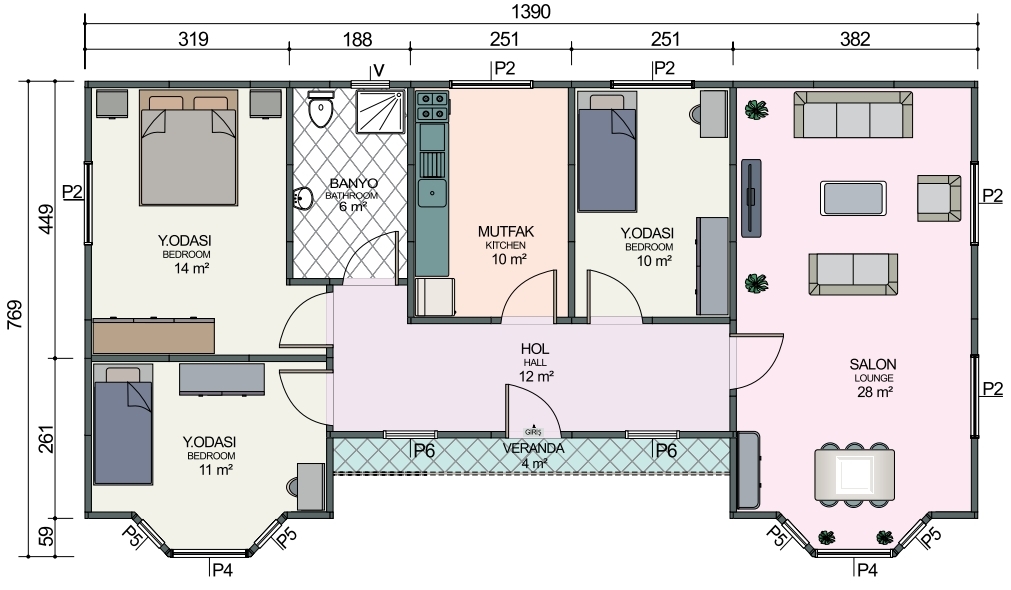 1390
319
188
251
251
382
V
P2
P2
P2
P2
P2
769
449
261
59
BANYO
BATHROOM
6 m²
MUTFAK
KITCHEN
10 m²
Y.ODASI
BEDROOM
10 m²
Y.ODASI
BEDROOM
14 m²
HOL
HALL
12 m²
SALON
LOUNGE
28 m²
GİRİŞ
Y.ODASI
BEDROOM
11 m²
P6
VERANDA
4 m²
P6
P5
P5
P4
P5
P5
P4